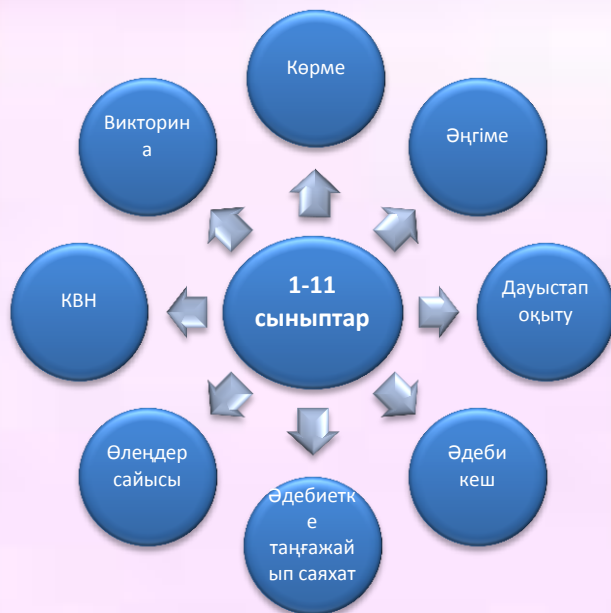 Көрме
Әңгіме
Дауыстап
оқыту
Әдеби
кеш
Әдебиетк
е
таңғажай
ып саяхат
Өлеңдер
сайысы
КВН
Викторин
а
1-11
сыныптар